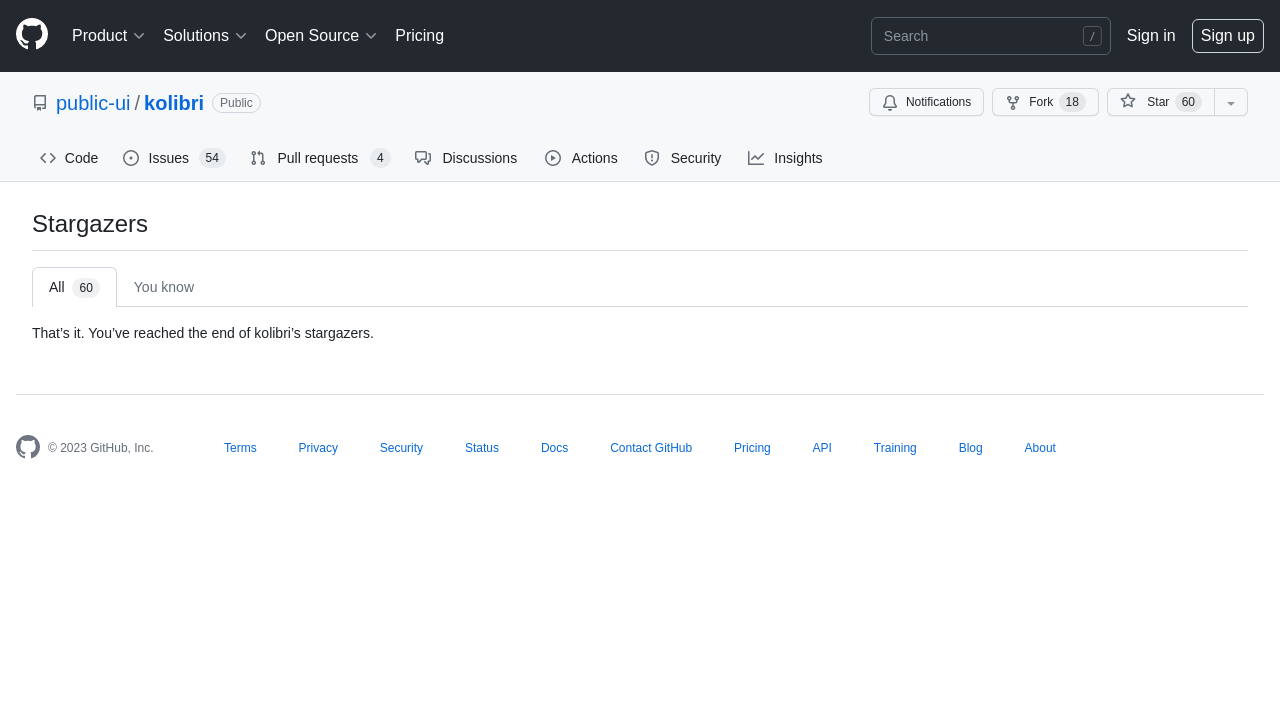 Product Solutions Open Source Pricing Search / Sign in Sign up
public-ui / kolibri Public Notifications Fork 18 Star 60
Code Issues 54 Pull requests 4 Discussions Actions Security Insights
Stargazers
All 60 You know
That’s it. You’ve reached the end of kolibri’s stargazers.
© 2023 GitHub, Inc. Terms Privacy Security Status Docs Contact GitHub Pricing API Training Blog About